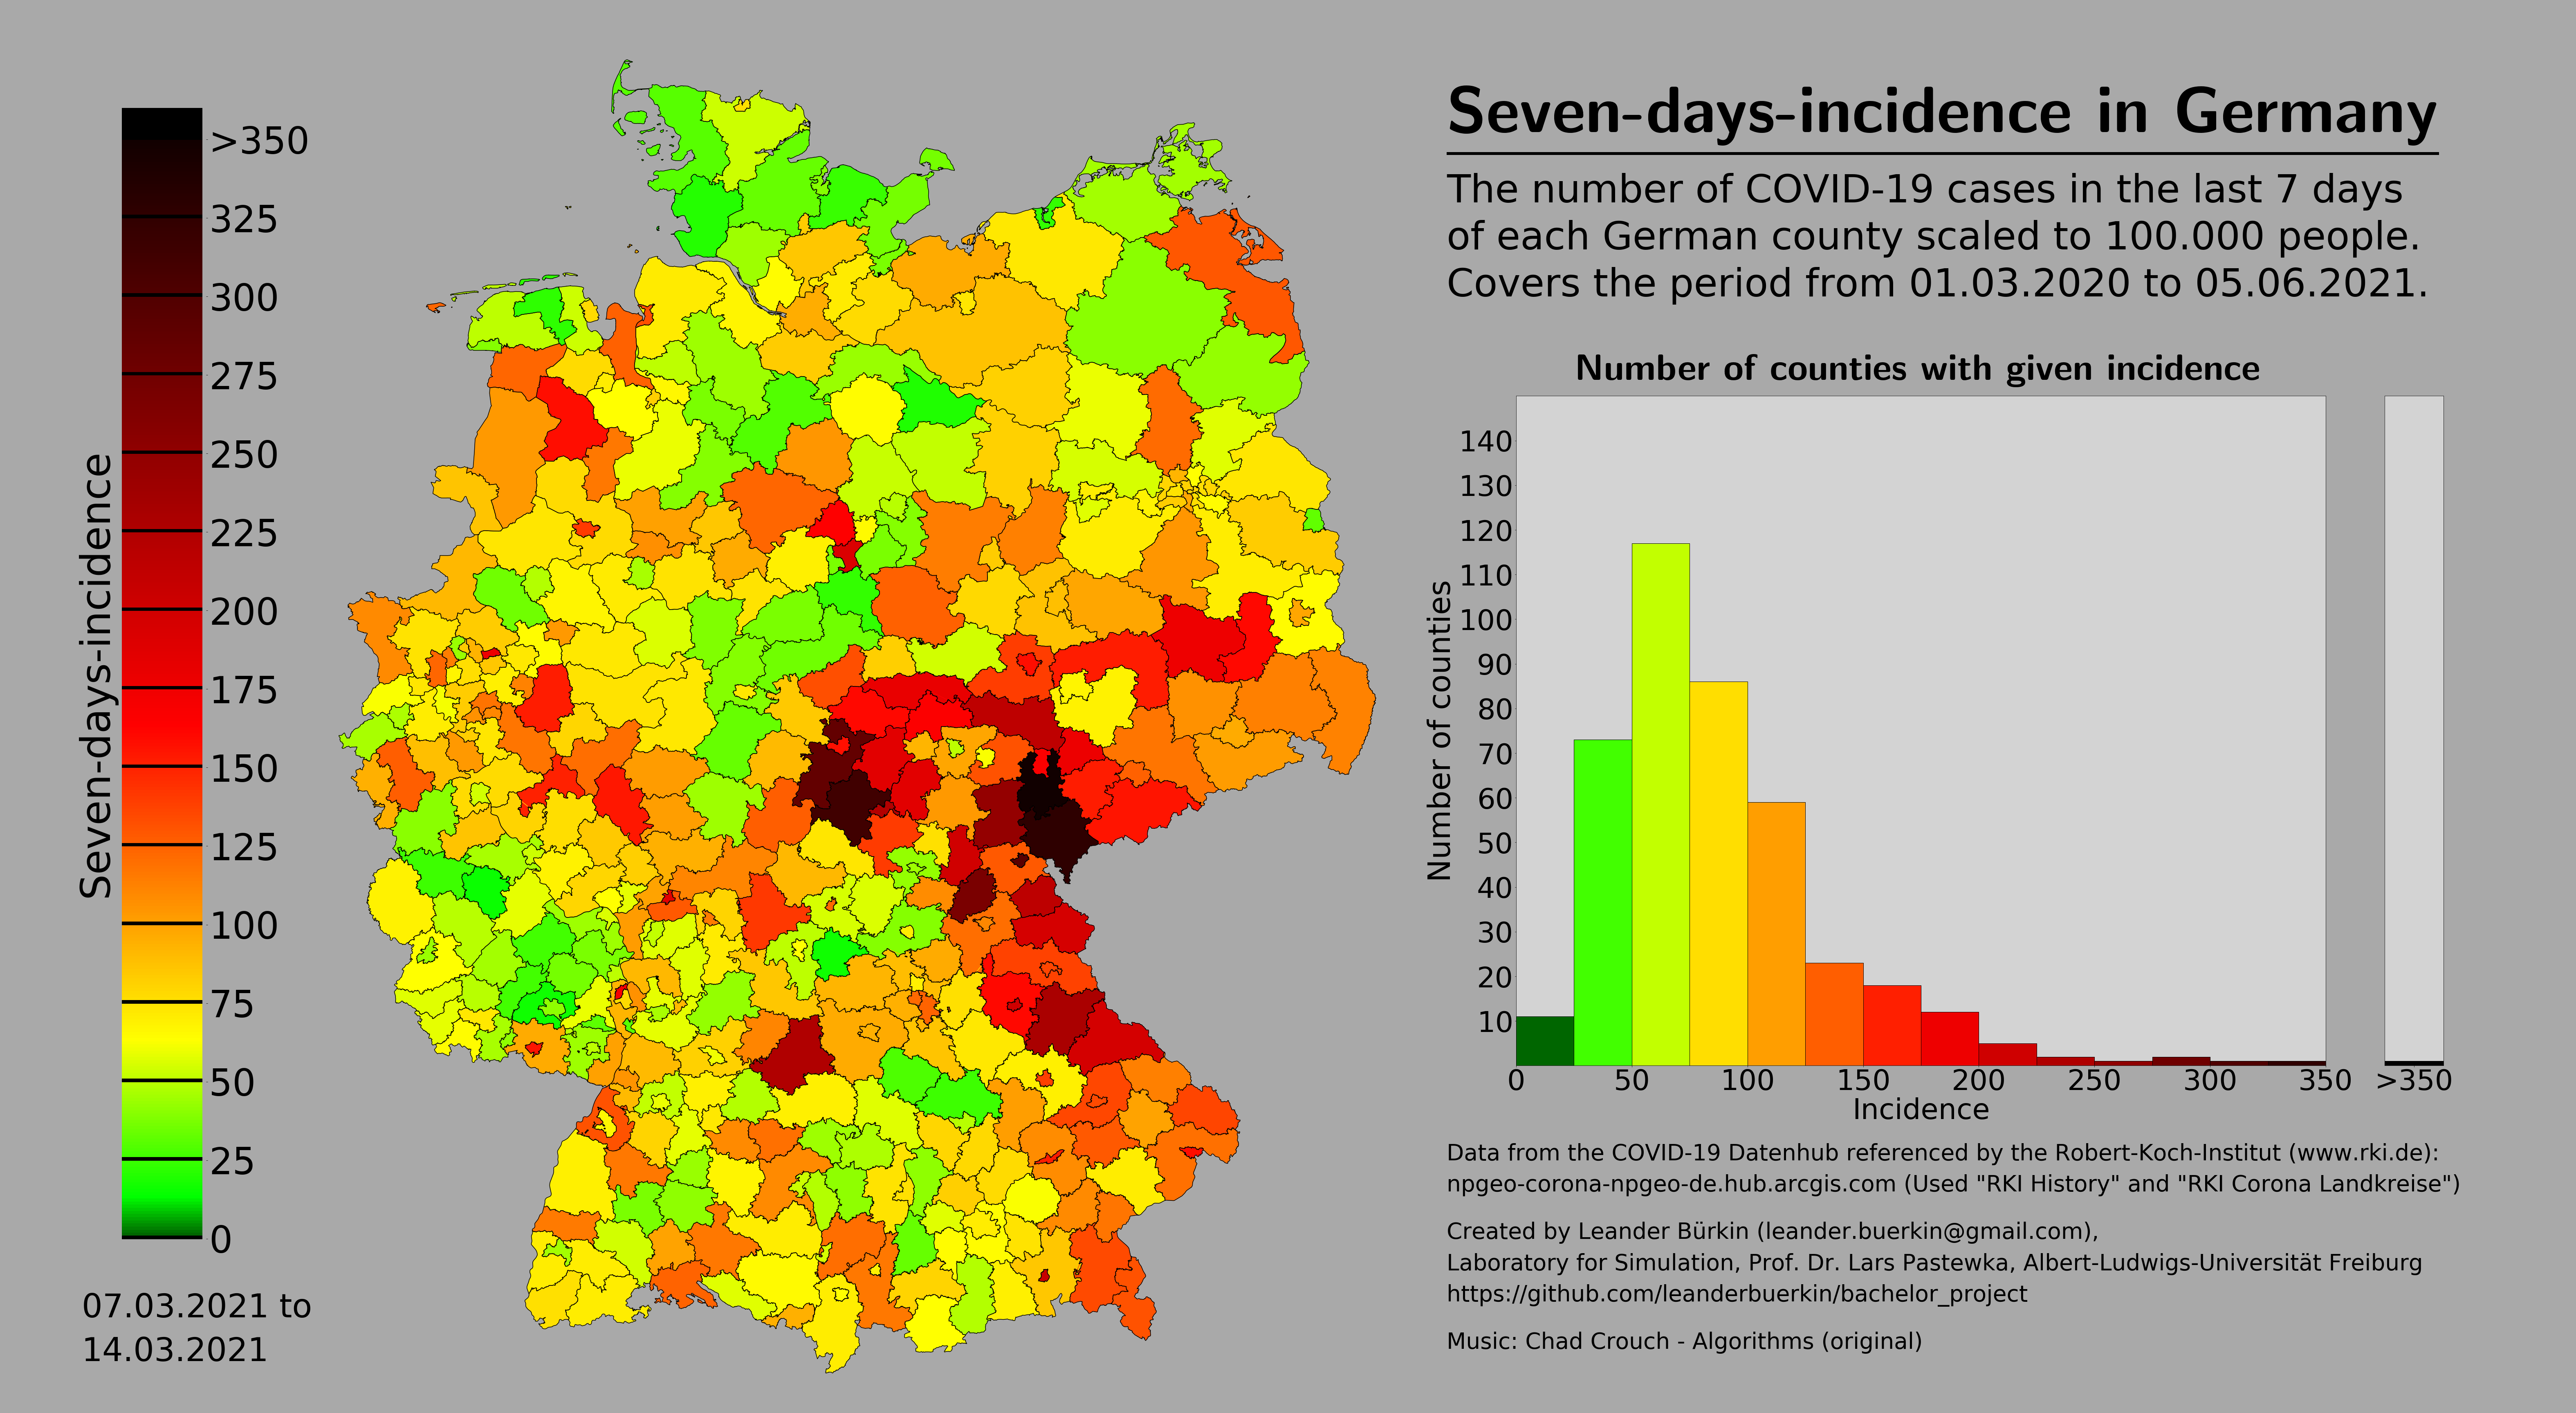 Seven-days-incidence in Germany
The number of COVID-19 cases in the last 7 days
of each German county scaled to 100.000 people.
Covers the period from 01.03.2020 to 05.06.2021.
Seven-days-incidence
>350
325
300
275
250
225
200
175
150
125
100
75
50
25
0
07.03.2021 to
14.03.2021
Number of counties with given incidence
Number of counties
140
130
120
110
100
90
80
70
60
50
40
30
20
10
0 50 100 150 200 250 300 350 >350
Incidence
Data from the COVID-19 Datenhub referenced by the Robert-Koch-Institut (www.rki.de):
npgeo-corona-npgeo-de.hub.arcgis.com (Used "RKI History" and "RKI Corona Landkreise")
Created by Leander Bürkin (leander.buerkin@gmail.com),
Laboratory for Simulation, Prof. Dr. Lars Pastewka, Albert-Ludwigs-Universität Freiburg
https://github.com/leanderbuerkin/bachelor_project
Music: Chad Crouch - Algorithms (original)